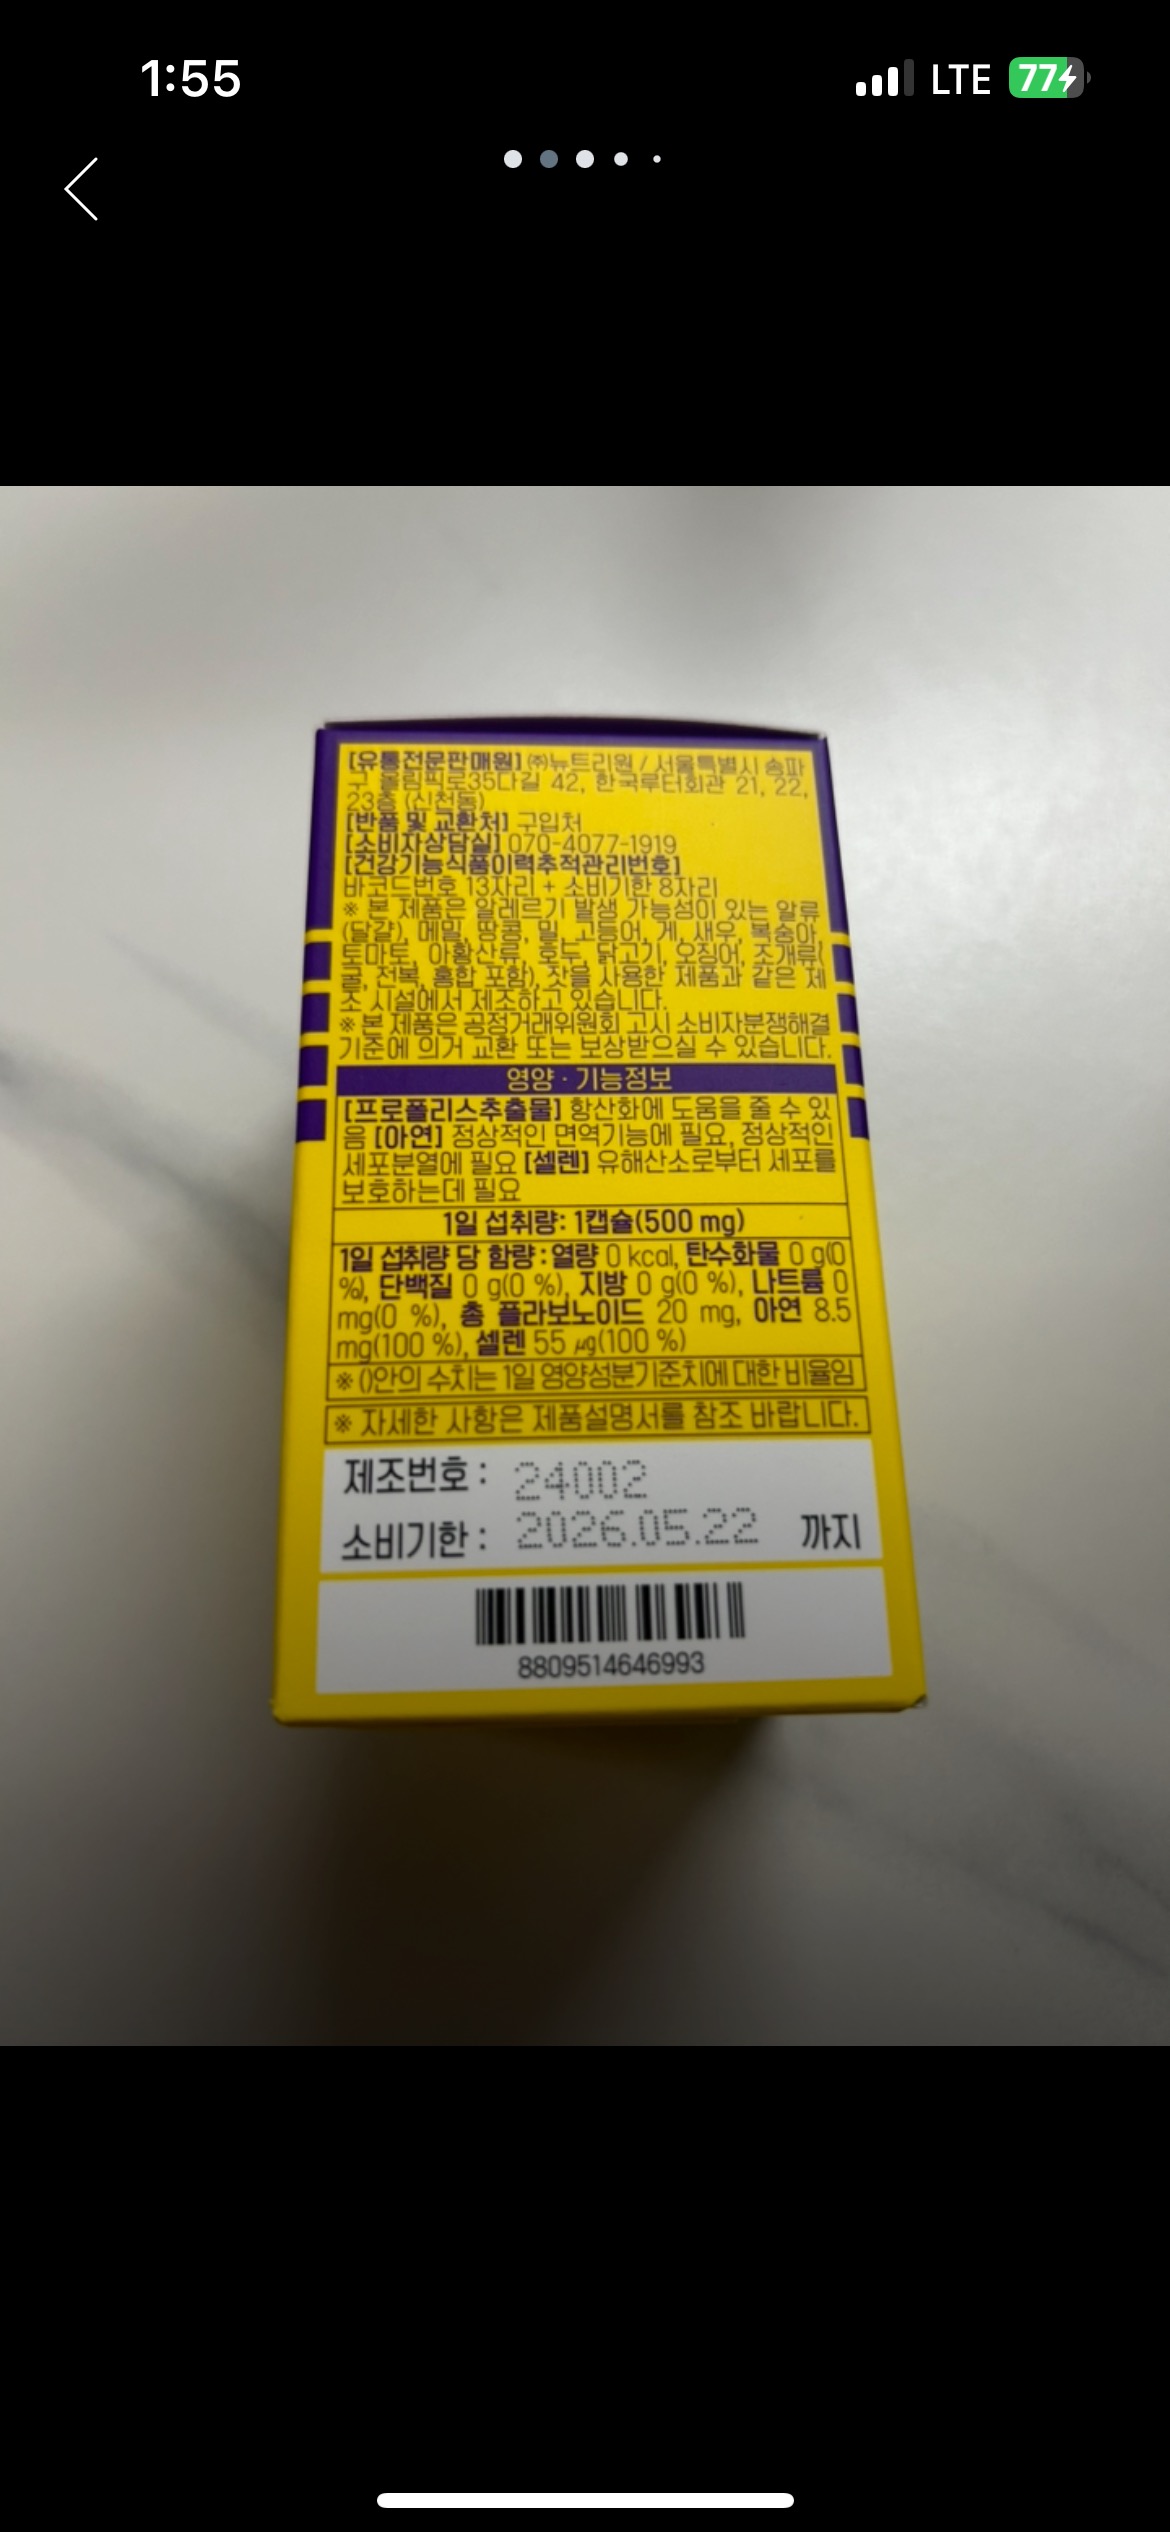 1:55
LTE 77
[유통전문판매원] ㈜뉴트리원 / 서울특별시 송파
구 올림픽로35다길 42, 한국루터회관 21, 22,
23층 (신천동)
[반품 및 교환처] 구입처
[소비자상담실] 070-4077-1919
[건강기능식품이력추적관리번호]
바코드번호 13자리 + 소비기한 8자리
※ 본 제품은 알레르기 발생 가능성이 있는 알류
(달걀), 메밀, 땅콩, 밀, 고등어, 게, 새우, 복숭아,
토마토, 아황산류, 호두, 닭고기, 오징어, 조개류(
굴, 전복, 홍합 포함), 잣을 사용한 제품과 같은 제
조 시설에서 제조하고 있습니다.
※ 본 제품은 공정거래위원회 고시 소비자분쟁해결
기준에 의거 교환 또는 보상받으실 수 있습니다.
영양 · 기능정보
[프로폴리스추출물] 항산화에 도움을 줄 수 있
음 [아연] 정상적인 면역기능에 필요, 정상적인
세포분열에 필요 [셀렌] 유해산소로부터 세포를
보호하는데 필요
1일 섭취량: 1캡슐(500 mg)
1일 섭취량 당 함량 : 열량 0 kcal, 탄수화물 0 g(0
%), 단백질 0 g(0 %), 지방 0 g(0 %), 나트륨 0
mg(0 %), 총 플라보노이드 20 mg, 아연 8.5
mg(100 %), 셀렌 55 μg(100 %)
※ ()안의 수치는 1일 영양성분기준치에 대한 비율임
※ 자세한 사항은 제품설명서를 참조 바랍니다.
제조번호 : 24002
소비기한 : 2026.05.22 까지
8809514646993